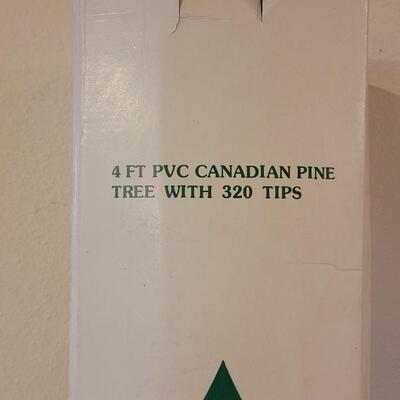 4 FT PVC CANADIAN PINE
TREE WITH 320 TIPS